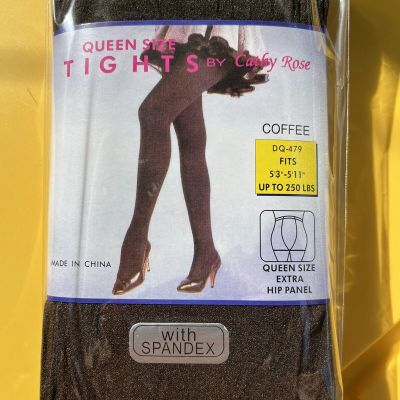 QUEEN SIZE
TIGHTS BY Cathy Rose
COFFEE
DQ-479
FITS
5'3"-5'11"
UP TO 250 LBS
MADE IN CHINA
QUEEN SIZE
EXTRA
HIP PANEL
with
SPANDEX